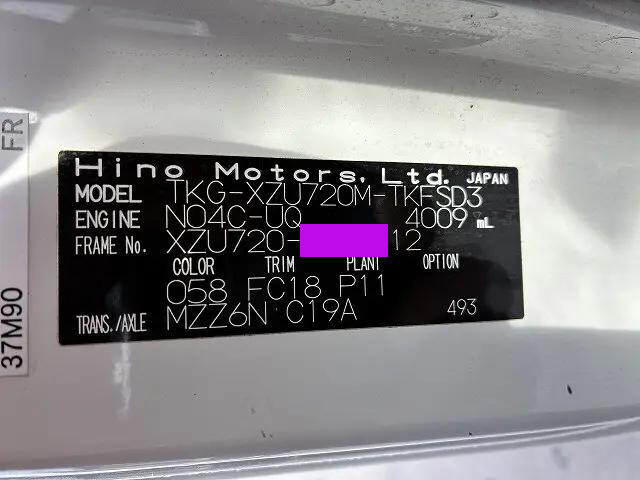 Hino Motors, Ltd. JAPAN
MODEL TKG-XZU720M-TKFSD3
ENGINE N04C-UQ 4009 mL
FRAME No. XZU720- 12
COLOR TRIM PLANT OPTION
058 FC18 P11
TRANS./AXLE MZZ6N C19A 493
37M90 FR